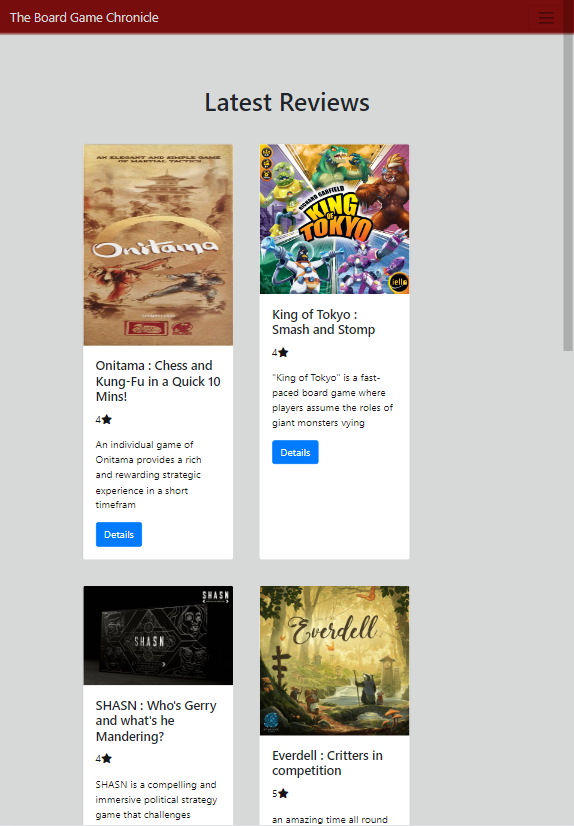 The Board Game Chronicle
Latest Reviews
AN ELEGANT AND SIMPLE GAME
OF MARTIAL TACTICS
Onitama
Onitama : Chess and
Kung-Fu in a Quick 10
Mins!
4★
An individual game of
Onitama provides a rich
and rewarding strategic
experience in a short
timefram
Details
RICHARD GARFIELD
KING
OF
TOKYO
iello
King of Tokyo :
Smash and Stomp
4★
"King of Tokyo" is a fast-
paced board game where
players assume the roles of
giant monsters vying
Details
SHASN
SHASN
SHASN : Who's Gerry
and what's he
Mandering?
4★
SHASN is a compelling and
immersive political strategy
game that challenges
Everdell
Everdell : Critters in
competition
5★
an amazing time all round